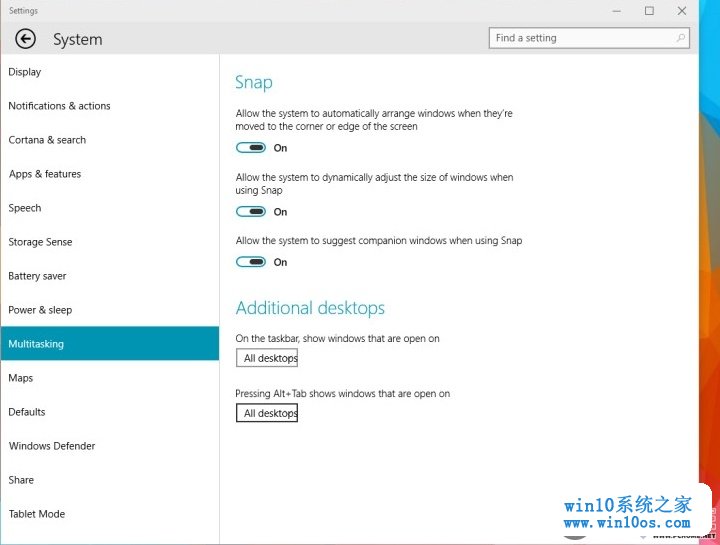 Settings
System
Find a setting
Display
Notifications & actions
Cortana & search
Apps & features
Speech
Storage Sense
Battery saver
Power & sleep
Multitasking
Maps
Defaults
Windows Defender
Share
Tablet Mode
Snap
Allow the system to automatically arrange windows when they're
moved to the corner or edge of the screen
On
Allow the system to dynamically adjust the size of windows when
using Snap
On
Allow the system to suggest companion windows when using Snap
On
Additional desktops
On the taskbar, show windows that are open on
All desktops
Pressing Alt+Tab shows windows that are open on
All desktops
win10系统之家
www.win10os.com